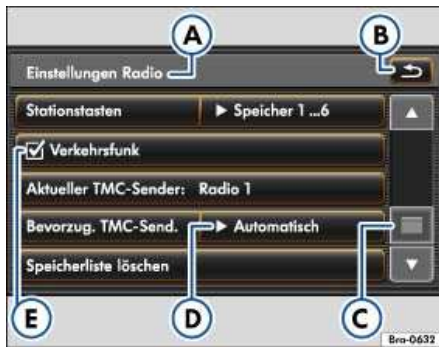 A
B
Einstellungen Radio
Stationstasten ▶ Speicher 1 ...6
Verkehrsfunk
Aktueller TMC-Sender: Radio 1
Bevorzug. TMC-Send. ▶ Automatisch
Speicherliste löschen
E
D
C
Bra-0632